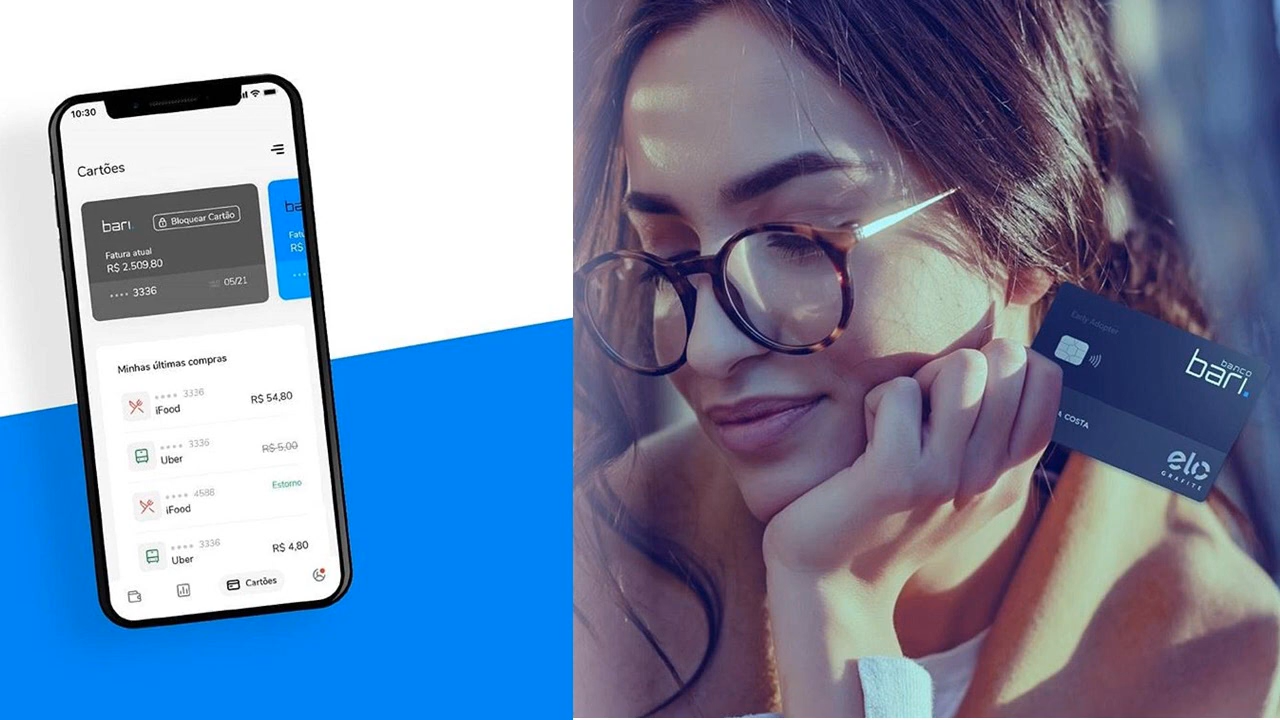 10:30
Cartões
bari.
Bloquear Cartão
Fatura atual
R$ 2.509,80
•••• 3336
05/21
ba
Fatu
R$
Minhas últimas compras
•••• 3336
iFood
R$ 54,80
•••• 3336
Uber
R$ 5,00
Estorno
•••• 4588
iFood
•••• 3336
Uber
R$ 4,80
Cartões
Early Adopter
banco
bari.
A COSTA
elo
GRAFITE